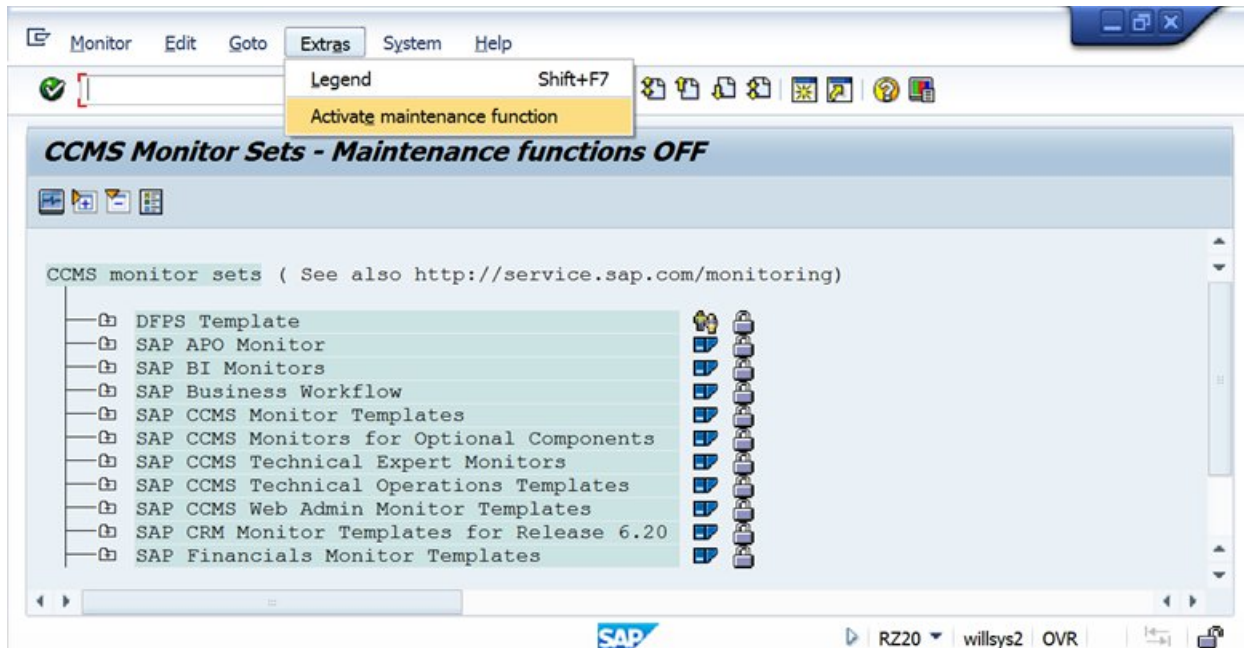 Monitor Edit Goto Extras System Help
Legend Shift+F7
Activate maintenance function
CCMS Monitor Sets - Maintenance functions OFF
CCMS monitor sets ( See also http://service.sap.com/monitoring)
DFPS Template
SAP APO Monitor
SAP BI Monitors
SAP Business Workflow
SAP CCMS Monitor Templates
SAP CCMS Monitors for Optional Components
SAP CCMS Technical Expert Monitors
SAP CCMS Technical Operations Templates
SAP CCMS Web Admin Monitor Templates
SAP CRM Monitor Templates for Release 6.20
SAP Financials Monitor Templates
SAP RZ20 willsys2 OVR